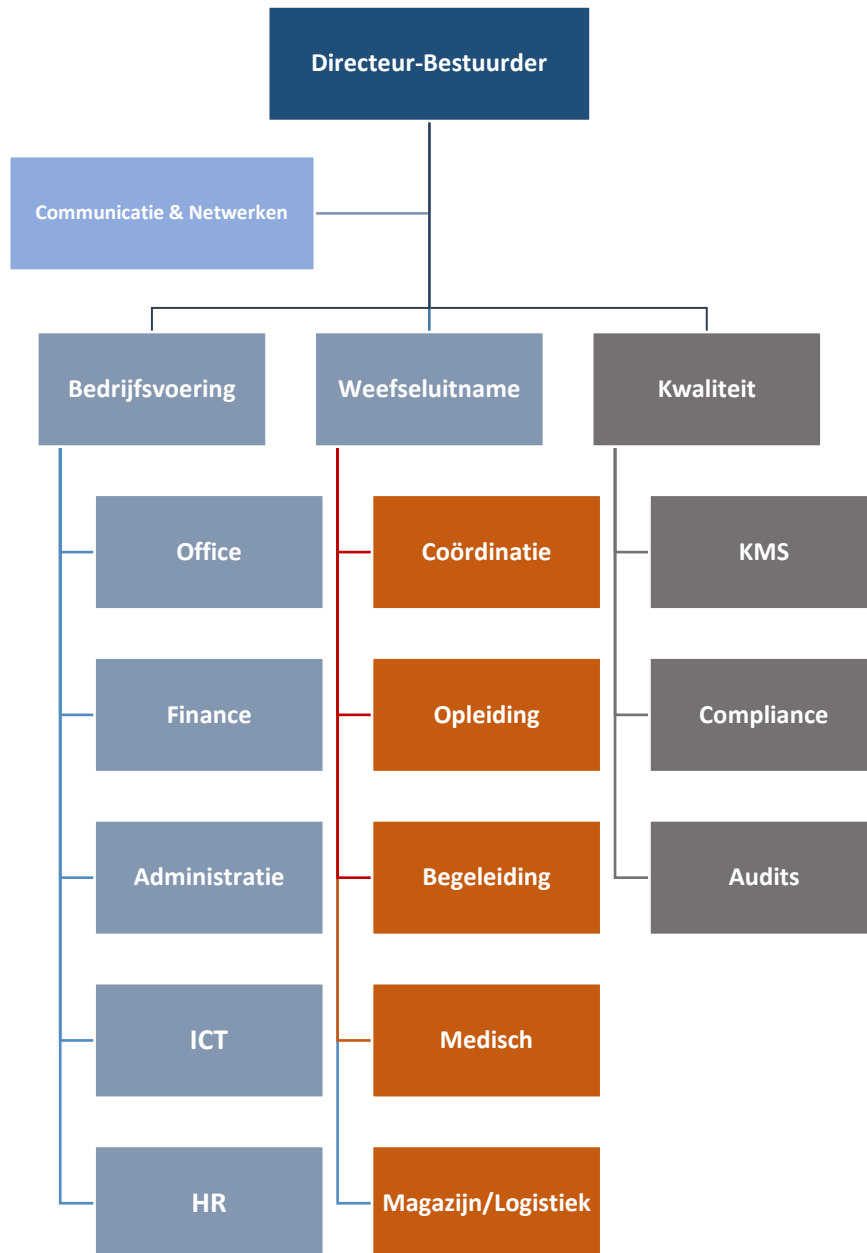 Directeur-Bestuurder
Communicatie & Netwerken
Bedrijfsvoering
Weefseluitname
Kwaliteit
Office
Coördinatie
KMS
Finance
Opleiding
Compliance
Administratie
Begeleiding
Audits
ICT
Medisch
HR
Magazijn/Logistiek